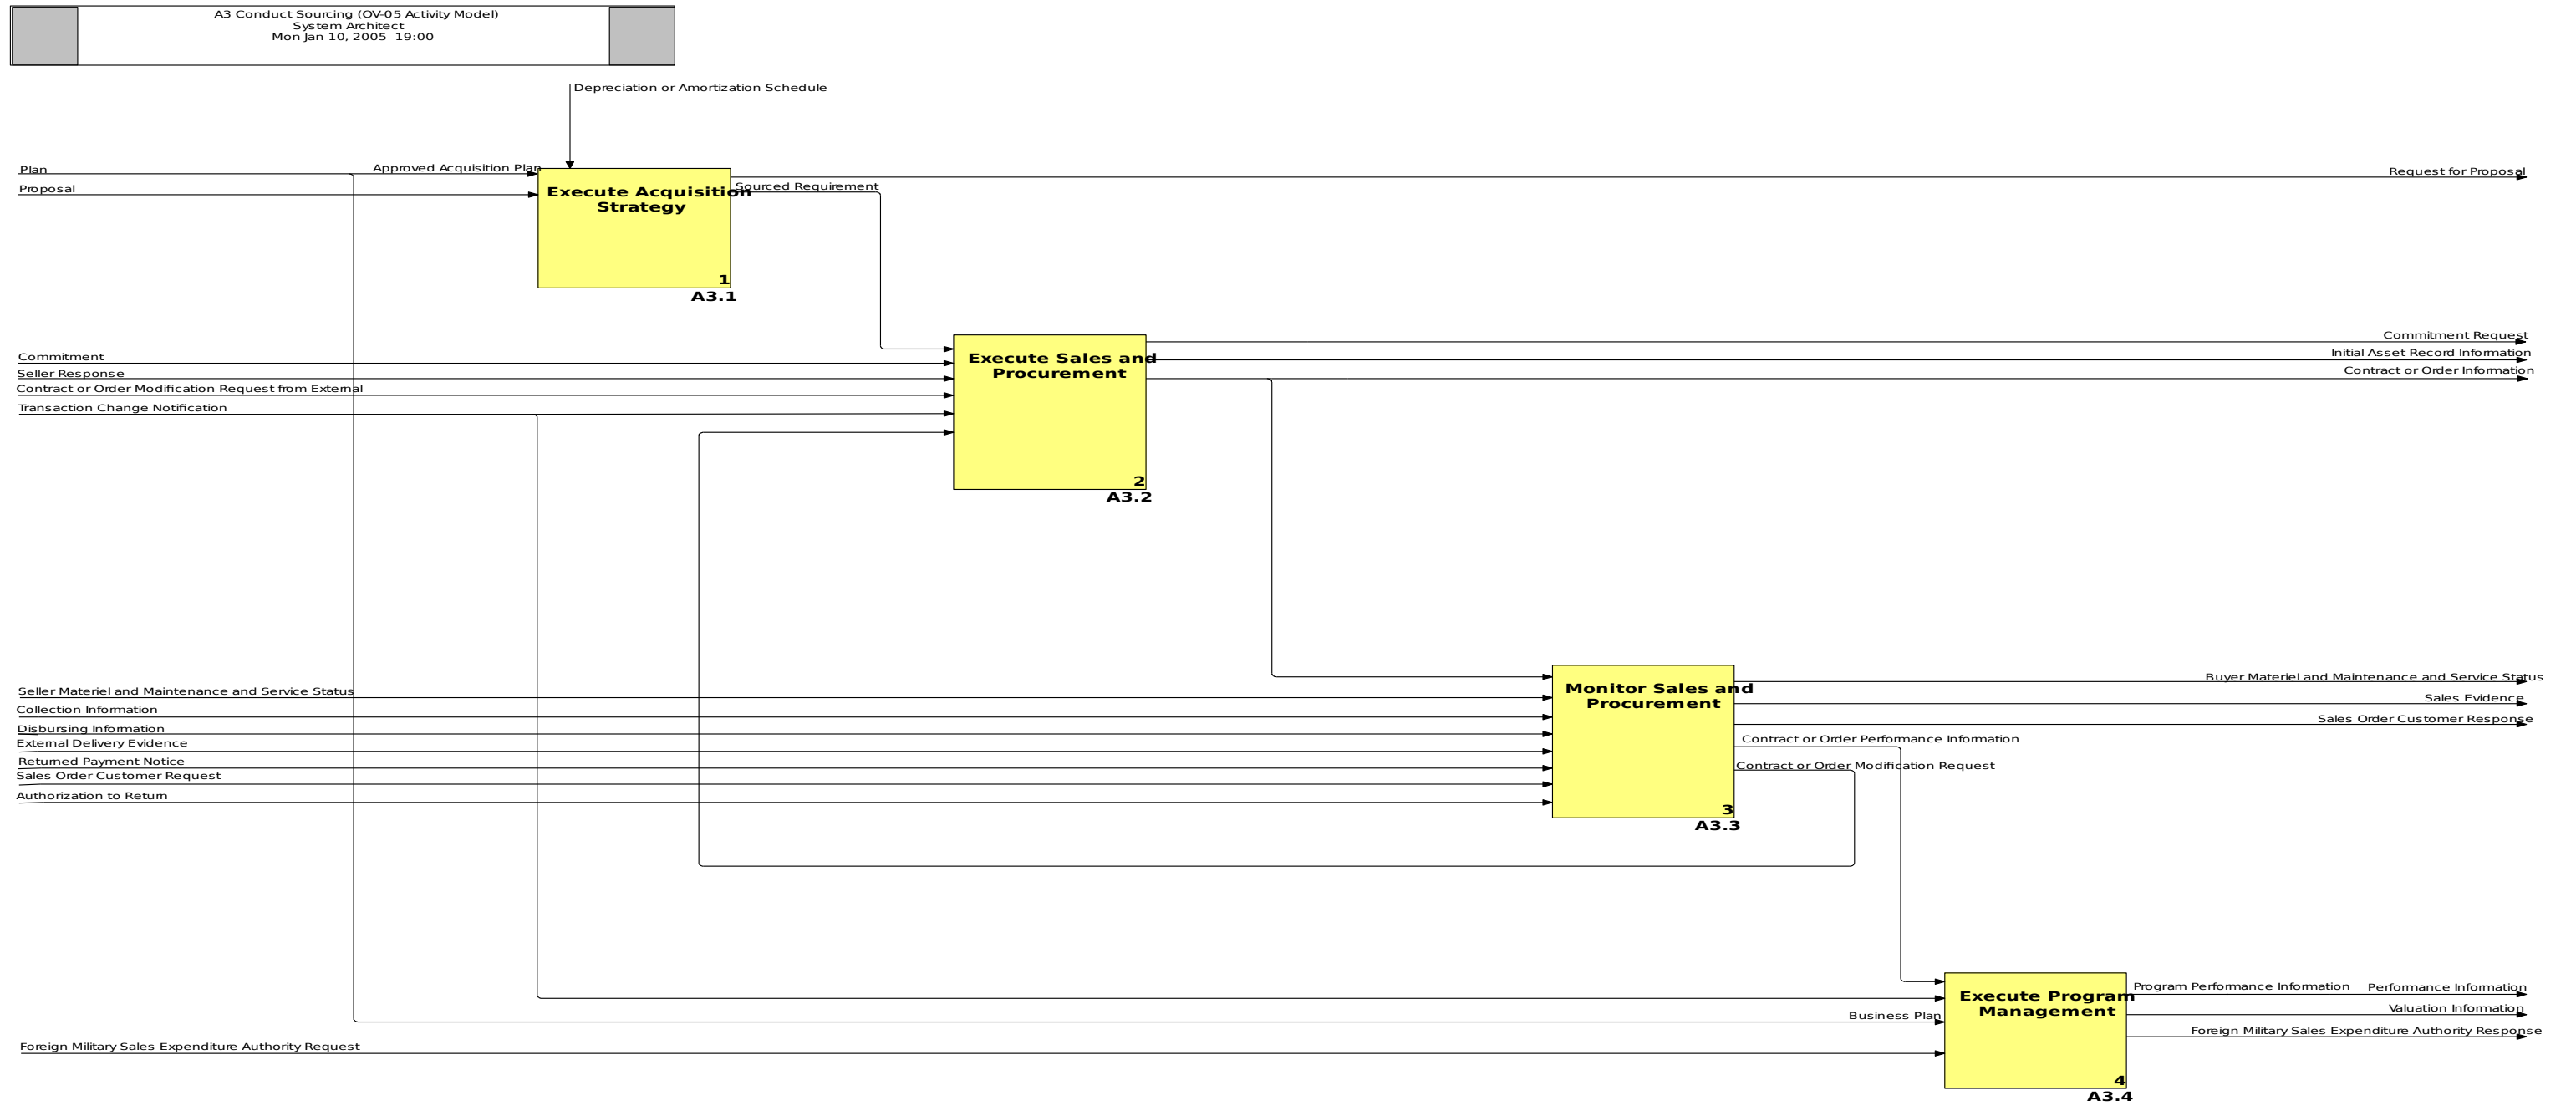 A3 Conduct Sourcing (OV-05 Activity Model)
System Architect
Mon Jan 10, 2005  19:00
Depreciation or Amortization Schedule
Plan
Approved Acquisition Plan
Proposal
Execute Acquisition
Strategy
1
A3.1
Sourced Requirement
Request for Proposal
Commitment
Seller Response
Contract or Order Modification Request from External
Transaction Change Notification
Execute Sales and
Procurement
2
A3.2
Commitment Request
Initial Asset Record Information
Contract or Order Information
Seller Materiel and Maintenance and Service Status
Collection Information
Disbursing Information
External Delivery Evidence
Returned Payment Notice
Sales Order Customer Request
Authorization to Return
Monitor Sales and
Procurement
3
A3.3
Buyer Materiel and Maintenance and Service Status
Sales Evidence
Sales Order Customer Response
Contract or Order Performance Information
Contract or Order Modification Request
Business Plan
Foreign Military Sales Expenditure Authority Request
Execute Program
Management
4
A3.4
Program Performance Information
Performance Information
Valuation Information
Foreign Military Sales Expenditure Authority Response